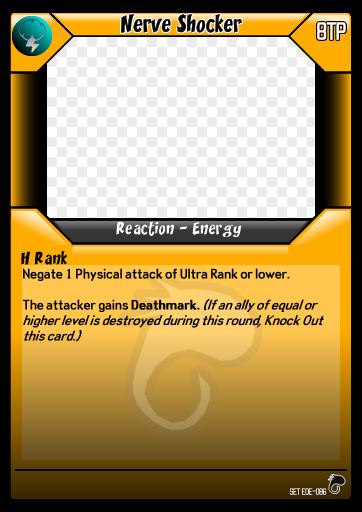 Nerve Shocker
8TP
Reaction - Energy
H Rank
Negate 1 Physical attack of Ultra Rank or lower.
The attacker gains Deathmark. (If an ally of equal or
higher level is destroyed during this round, Knock Out
this card.)
SET EOE-086